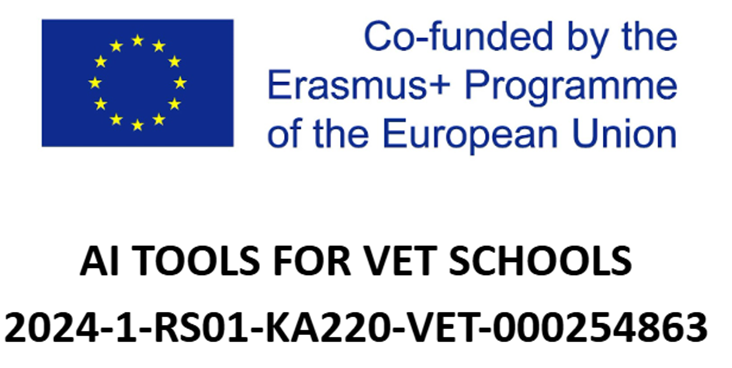 Co-funded by the
Erasmus+ Programme
of the European Union
AI TOOLS FOR VET SCHOOLS
2024-1-RS01-KA220-VET-000254863